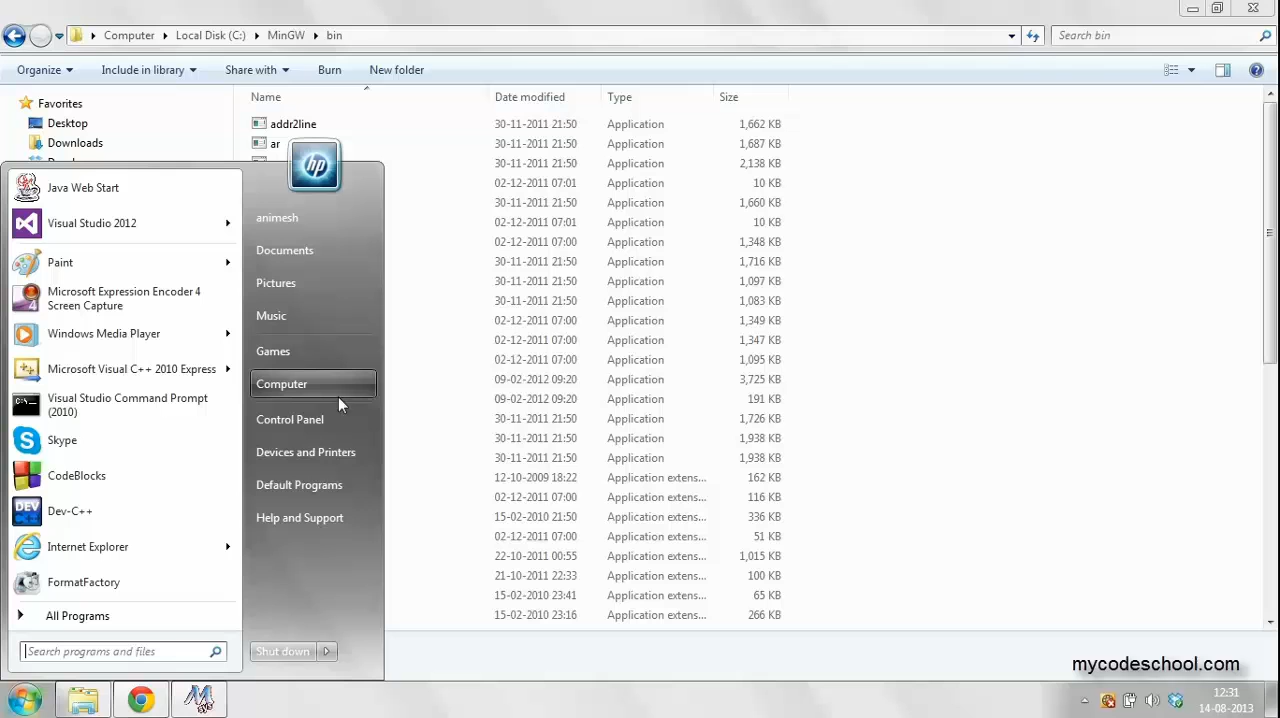 Computer Local Disk (C:) MinGW bin Search bin
Organize Include in library Share with Burn New folder
Name Date modified Type Size
Favorites
Desktop
Downloads
addr2line 30-11-2011 21:50 Application 1,662 KB
ar 30-11-2011 21:50 Application 1,687 KB
30-11-2011 21:50 Application 2,138 KB
02-12-2011 07:01 Application 10 KB
30-11-2011 21:50 Application 1,660 KB
02-12-2011 07:01 Application 10 KB
02-12-2011 07:00 Application 1,348 KB
30-11-2011 21:50 Application 1,716 KB
30-11-2011 21:50 Application 1,097 KB
30-11-2011 21:50 Application 1,083 KB
02-12-2011 07:00 Application 1,349 KB
02-12-2011 07:00 Application 1,347 KB
02-12-2011 07:00 Application 1,095 KB
09-02-2012 09:20 Application 3,725 KB
09-02-2012 09:20 Application 191 KB
30-11-2011 21:50 Application 1,726 KB
30-11-2011 21:50 Application 1,938 KB
30-11-2011 21:50 Application 1,938 KB
12-10-2009 18:22 Application extens... 162 KB
02-12-2011 07:00 Application extens... 116 KB
15-02-2010 21:50 Application extens... 336 KB
02-12-2011 07:00 Application extens... 51 KB
22-10-2011 00:55 Application extens... 1,015 KB
21-10-2011 22:33 Application extens... 100 KB
15-02-2010 23:41 Application extens... 65 KB
15-02-2010 23:16 Application extens... 266 KB
Java Web Start
Visual Studio 2012
Paint
Microsoft Expression Encoder 4
Screen Capture
Windows Media Player
Microsoft Visual C++ 2010 Express
Visual Studio Command Prompt
(2010)
Skype
CodeBlocks
DEV Dev-C++
Internet Explorer
FormatFactory
All Programs
Search programs and files
hp
animesh
Documents
Pictures
Music
Games
Computer
Control Panel
Devices and Printers
Default Programs
Help and Support
Shut down
mycodeschool.com
12:31
14-08-2013